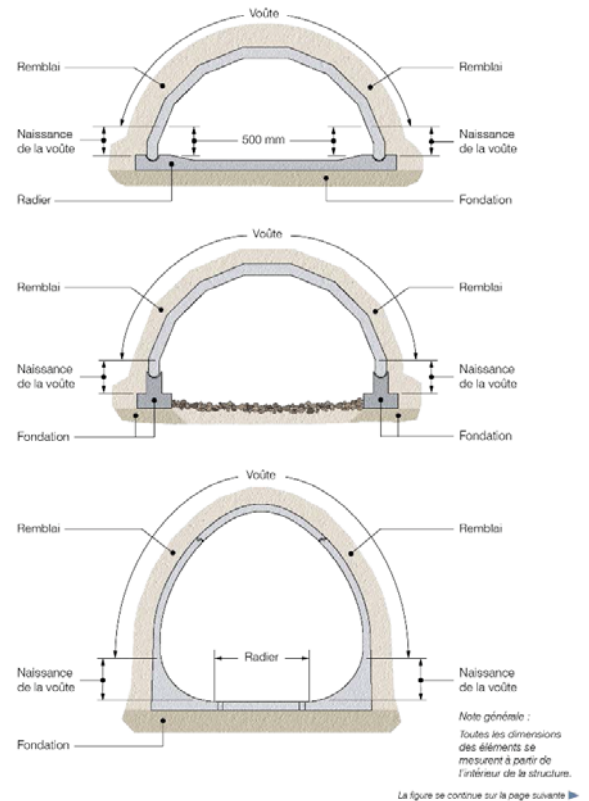 Voûte
Remblai
Remblai
Naissance
de la voûte
500 mm
Naissance
de la voûte
Radier
Fondation
Voûte
Remblai
Remblai
Naissance
de la voûte
Naissance
de la voûte
Fondation
Fondation
Voûte
Remblai
Remblai
Radier
Naissance
de la voûte
Naissance
de la voûte
Fondation
Note générale :
Toutes les dimensions
des éléments se
mesurent à partir de
l'intérieur de la structure.
La figure se continue sur la page suivante